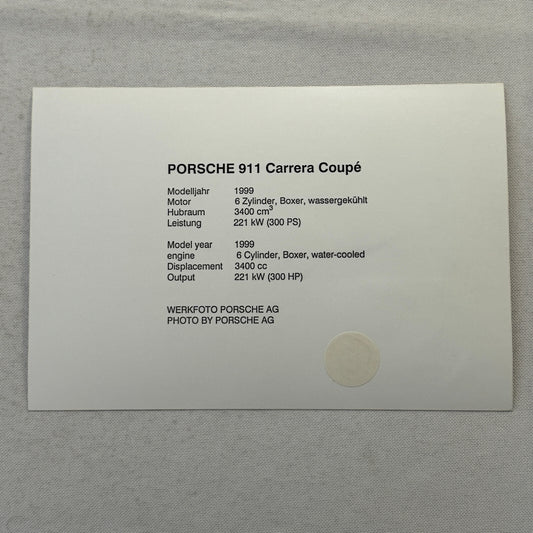 PORSCHE 911 Carrera Coupé
Modelljahr 1999
Motor 6 Zylinder, Boxer, wassergekühlt
Hubraum 3400 cm³
Leistung 221 kW (300 PS)
Model year 1999
engine 6 Cylinder, Boxer, water-cooled
Displacement 3400 cc
Output 221 kW (300 HP)
WERKFOTO PORSCHE AG
PHOTO BY PORSCHE AG